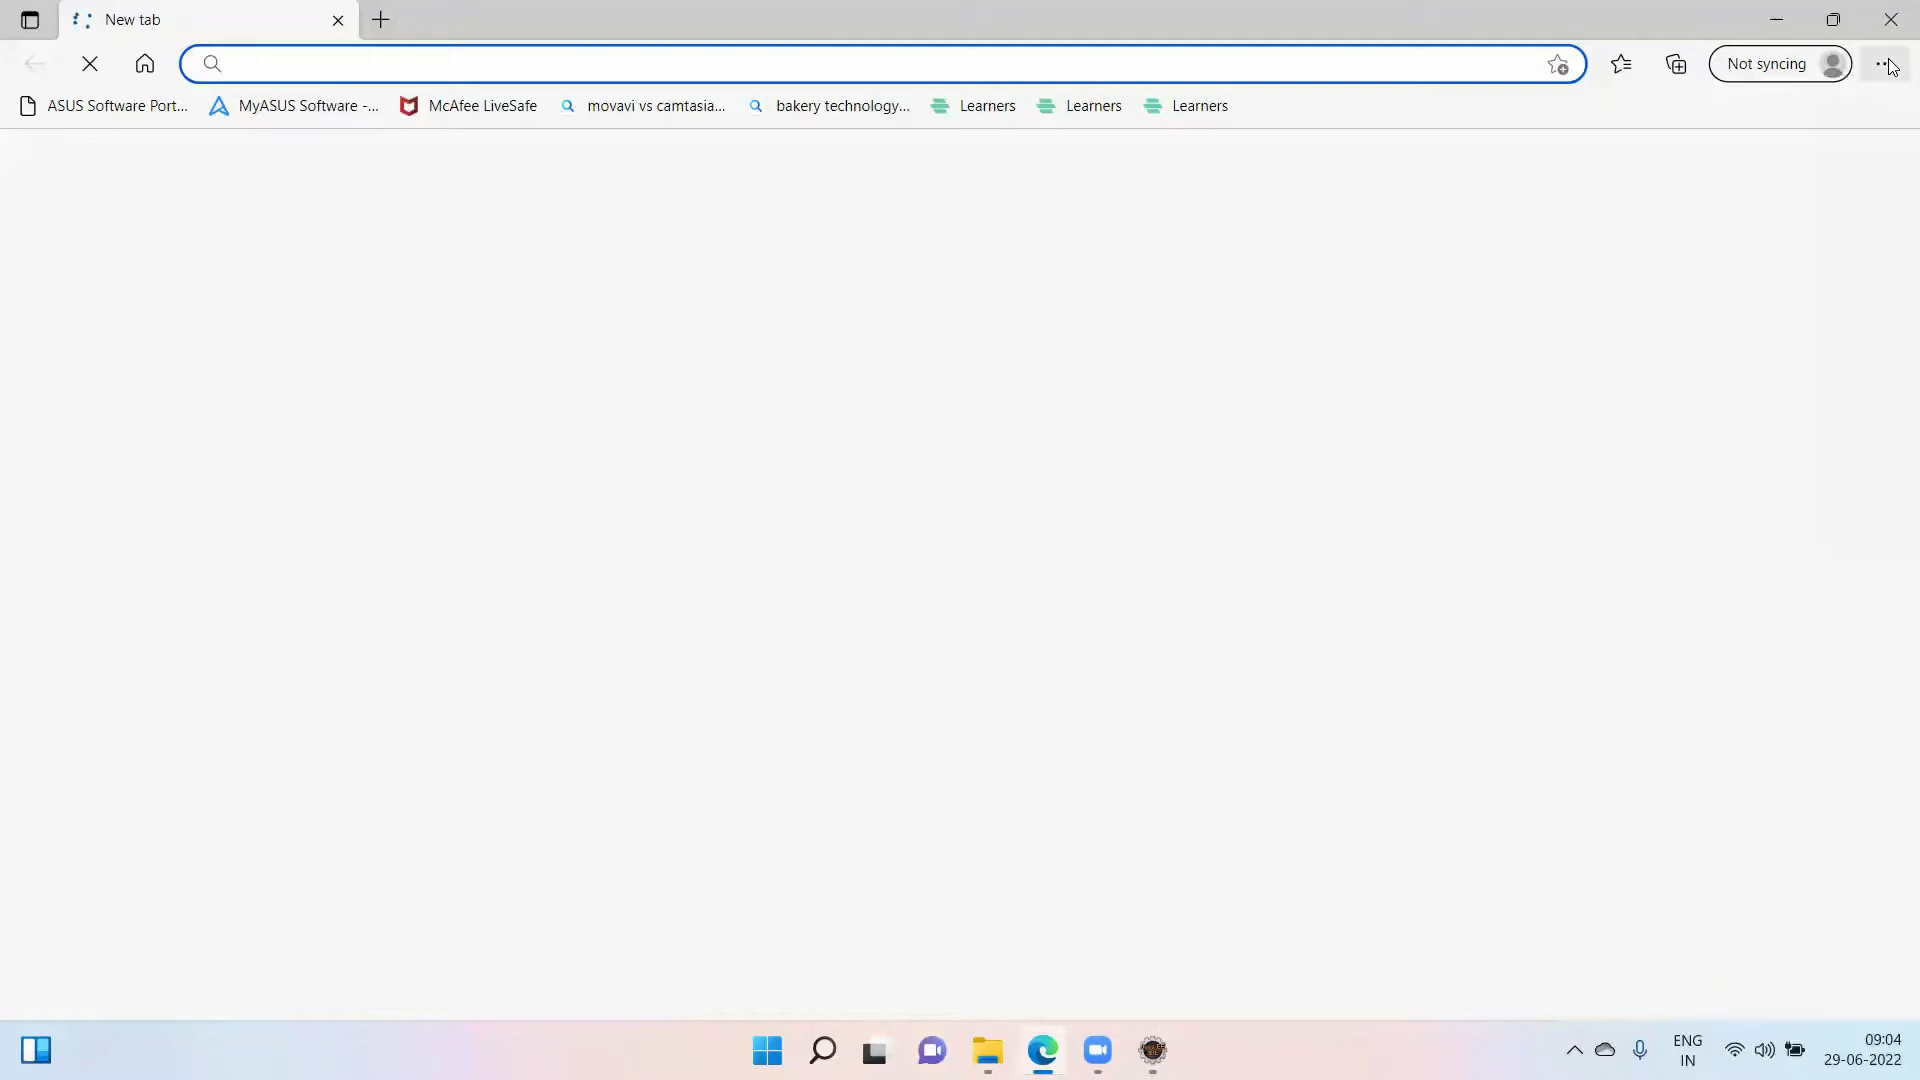 New tab
Not syncing
ASUS Software Port... MyASUS Software -... McAfee LiveSafe movavi vs camtasia... bakery technology... Learners Learners Learners
ENG
IN
09:04
29-06-2022